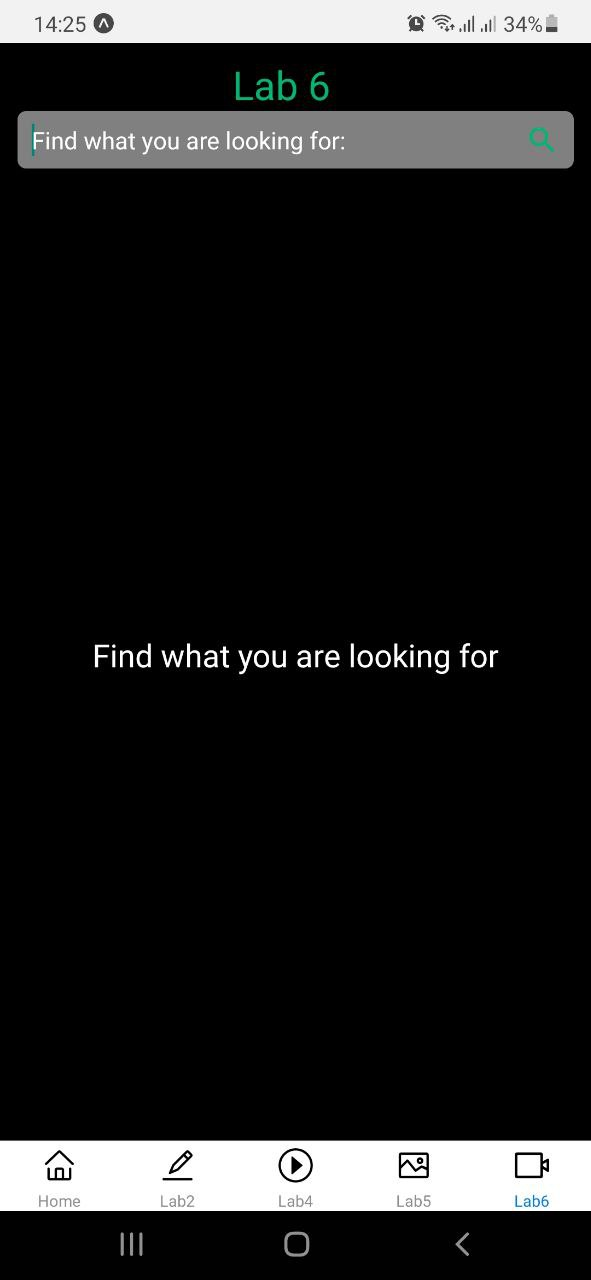 14:25
34%
Lab 6
Find what you are looking for:
Find what you are looking for
Home
Lab2
Lab4
Lab5
Lab6